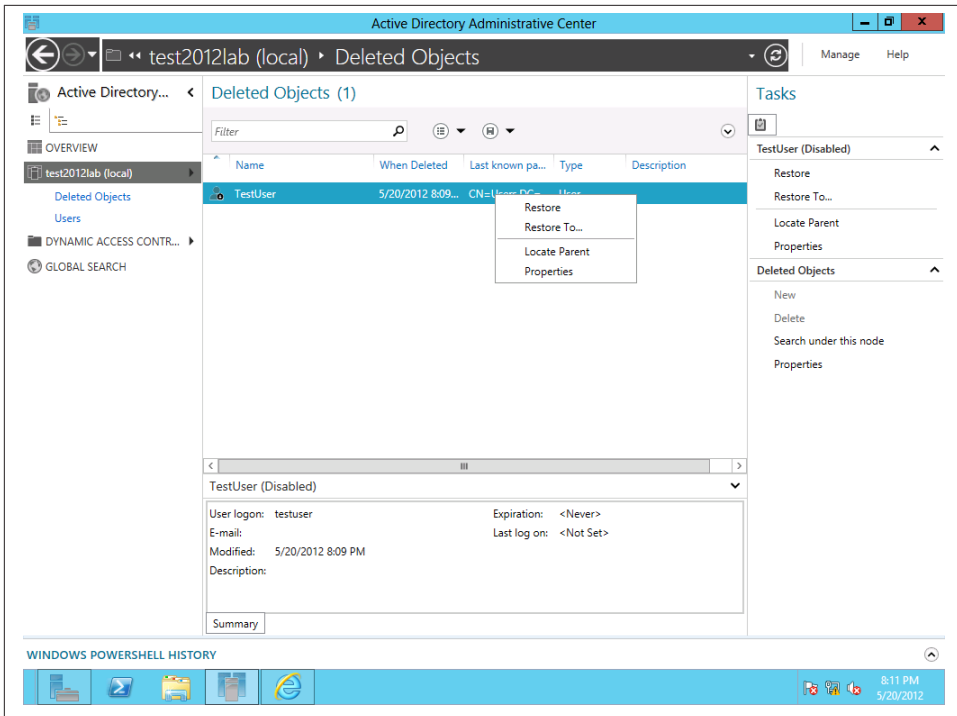 Active Directory Administrative Center
test2012lab (local) Deleted Objects
Manage Help
Active Directory...
OVERVIEW
test2012lab (local)
Deleted Objects
Users
DYNAMIC ACCESS CONTR...
GLOBAL SEARCH
Deleted Objects (1)
Filter
Name When Deleted Last known pa... Type Description
TestUser 5/20/2012 8:09... CN=Users,DC=... User
Restore
Restore To...
Locate Parent
Properties
TestUser (Disabled)
User logon: testuser Expiration: <Never>
E-mail: Last log on: <Not Set>
Modified: 5/20/2012 8:09 PM
Description:
Summary
Tasks
TestUser (Disabled)
Restore
Restore To...
Locate Parent
Properties
Deleted Objects
New
Delete
Search under this node
Properties
WINDOWS POWERSHELL HISTORY
8:11 PM
5/20/2012